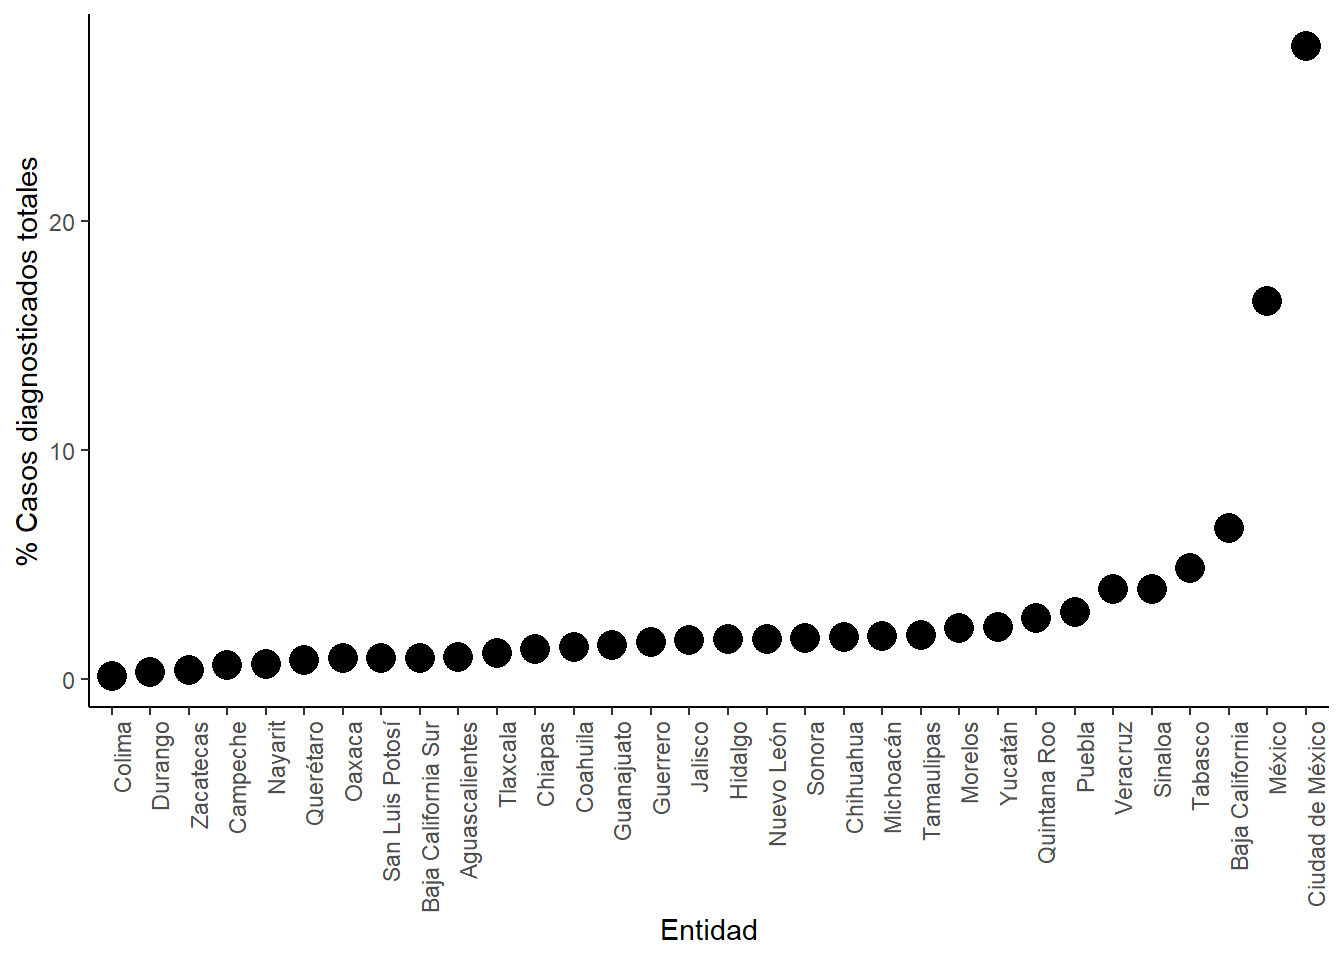 % Casos diagnosticados totales
20
10
0
Colima
Durango
Zacatecas
Campeche
Nayarit
Querétaro
Oaxaca
San Luis Potosí
Baja California Sur
Aguascalientes
Tlaxcala
Chiapas
Coahuila
Guanajuato
Guerrero
Jalisco
Hidalgo
Nuevo León
Sonora
Chihuahua
Michoacán
Tamaulipas
Morelos
Yucatán
Quintana Roo
Puebla
Veracruz
Sinaloa
Tabasco
Baja California
México
Ciudad de México
Entidad